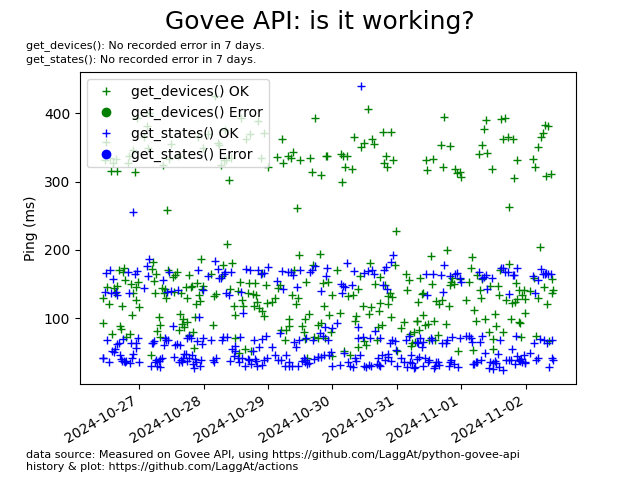 Govee API: is it working?
get_devices(): No recorded error in 7 days.
get_states(): No recorded error in 7 days.
get_devices() OK
get_devices() Error
get_states() OK
get_states() Error
Ping (ms)
400
300
200
100
2024-10-27
2024-10-28
2024-10-29
2024-10-30
2024-10-31
2024-11-01
2024-11-02
data source: Measured on Govee API, using https://github.com/LaggAt/python-govee-api
history & plot: https://github.com/LaggAt/actions